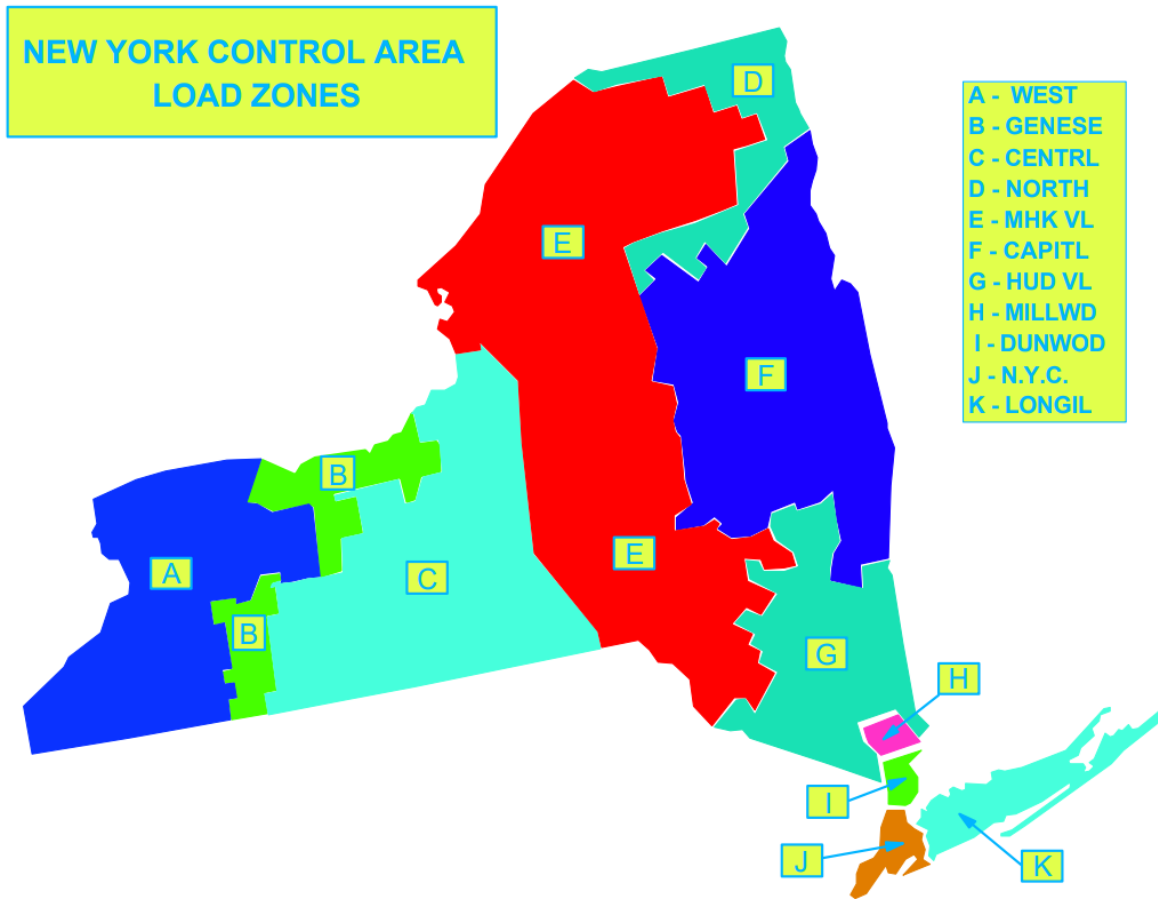 NEW YORK CONTROL AREA
LOAD ZONES
A - WEST
B - GENESE
C - CENTRL
D - NORTH
E - MHK VL
F - CAPITL
G - HUD VL
H - MILLWD
I - DUNWOD
J - N.Y.C.
K - LONGIL
D
E
F
B
E
A
C
B
G
H
I
J
K